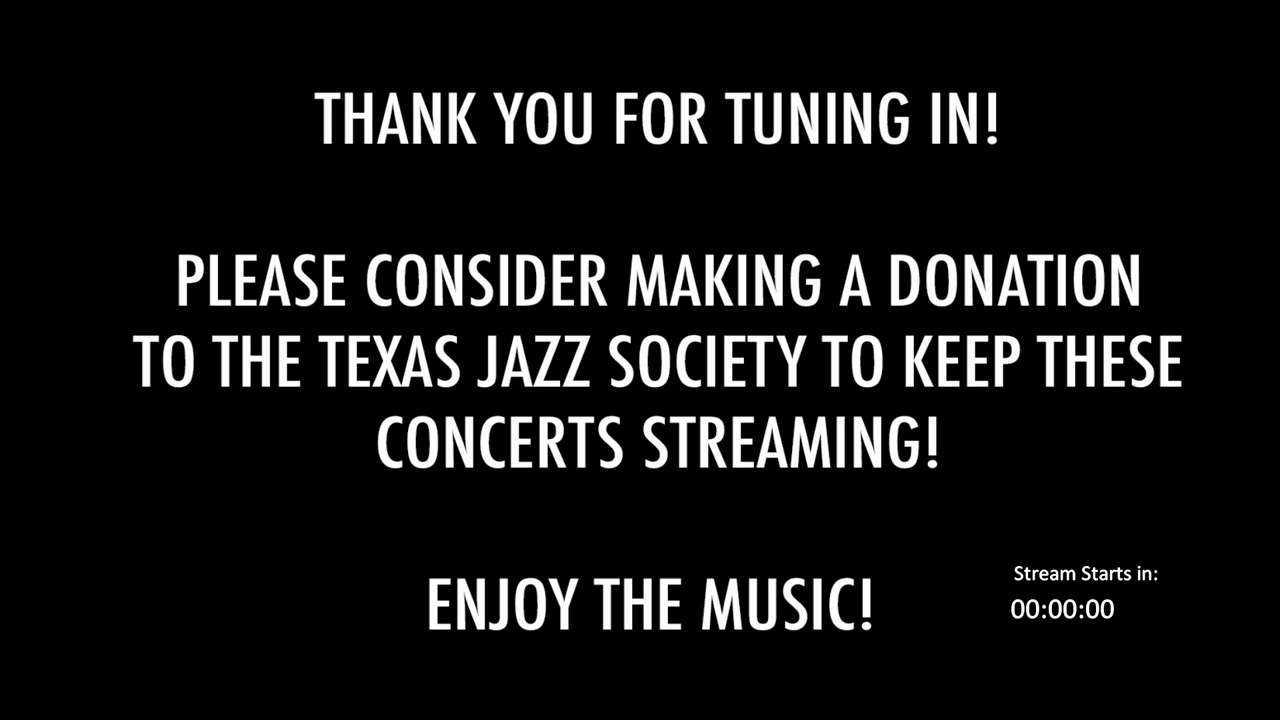 THANK YOU FOR TUNING IN!
PLEASE CONSIDER MAKING A DONATION
TO THE TEXAS JAZZ SOCIETY TO KEEP THESE
CONCERTS STREAMING!
ENJOY THE MUSIC!
Stream Starts in:
00:00:00